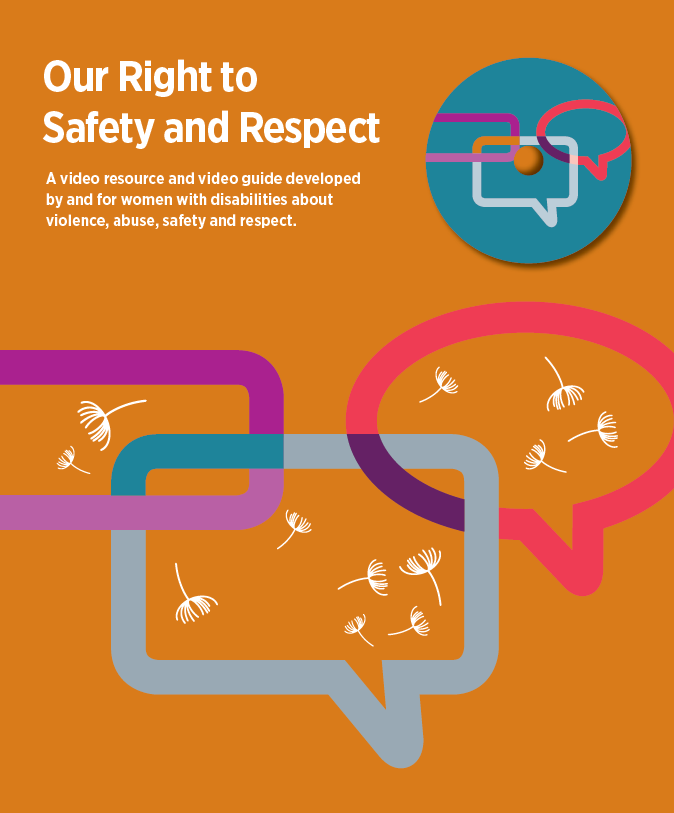 Our Right to
Safety and Respect
A video resource and video guide developed
by and for women with disabilities about
violence, abuse, safety and respect.